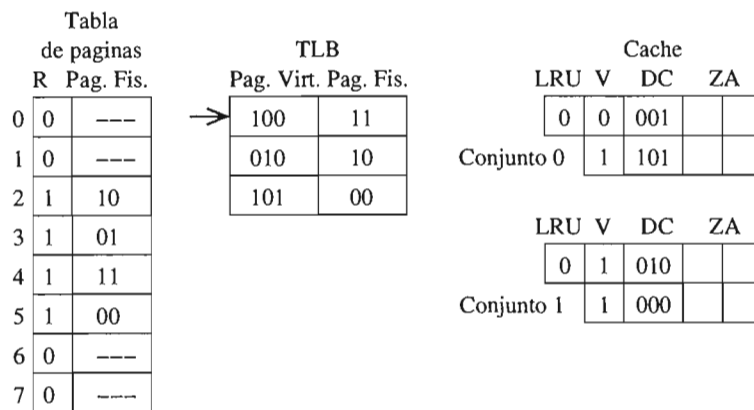 Tabla
de paginas
R Pag. Fis.
0 0 ---
1 0 ---
2 1 10
3 1 01
4 1 11
5 1 00
6 0 ---
7 0 ---
TLB
Pag. Virt. Pag. Fis.
100 11
010 10
101 00
Cache
LRU V DC ZA
0 0 001
Conjunto 0 1 101
LRU V DC ZA
0 1 010
Conjunto 1 1 000